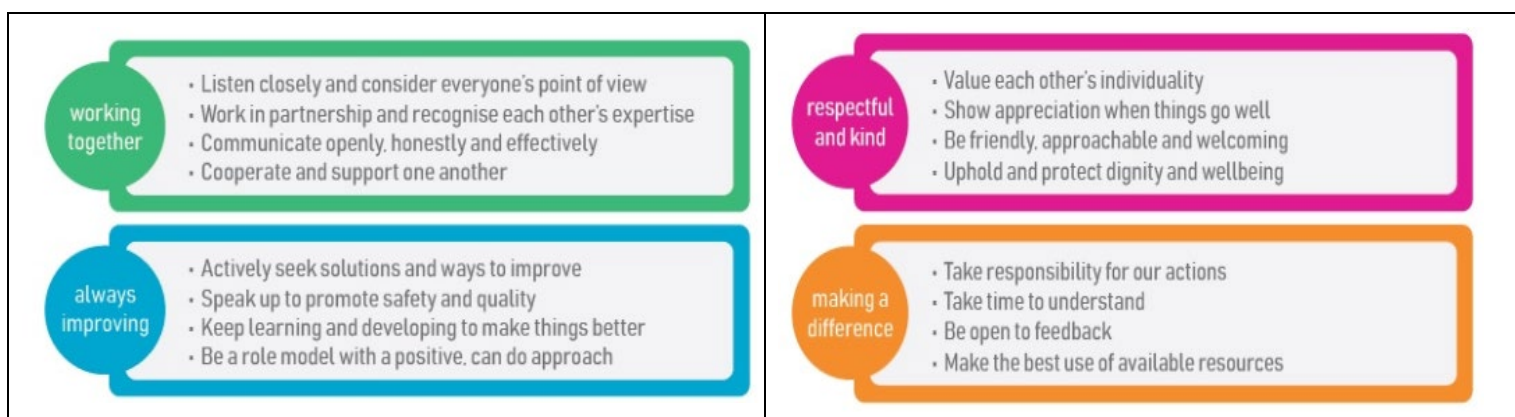 working
together
• Listen closely and consider everyone's point of view
• Work in partnership and recognise each other's expertise
• Communicate openly, honestly and effectively
• Cooperate and support one another
always
improving
• Actively seek solutions and ways to improve
• Speak up to promote safety and quality
• Keep learning and developing to make things better
• Be a role model with a positive, can do approach
respectful
and kind
• Value each other's individuality
• Show appreciation when things go well
• Be friendly, approachable and welcoming
• Uphold and protect dignity and wellbeing
making a
difference
• Take responsibility for our actions
• Take time to understand
• Be open to feedback
• Make the best use of available resources